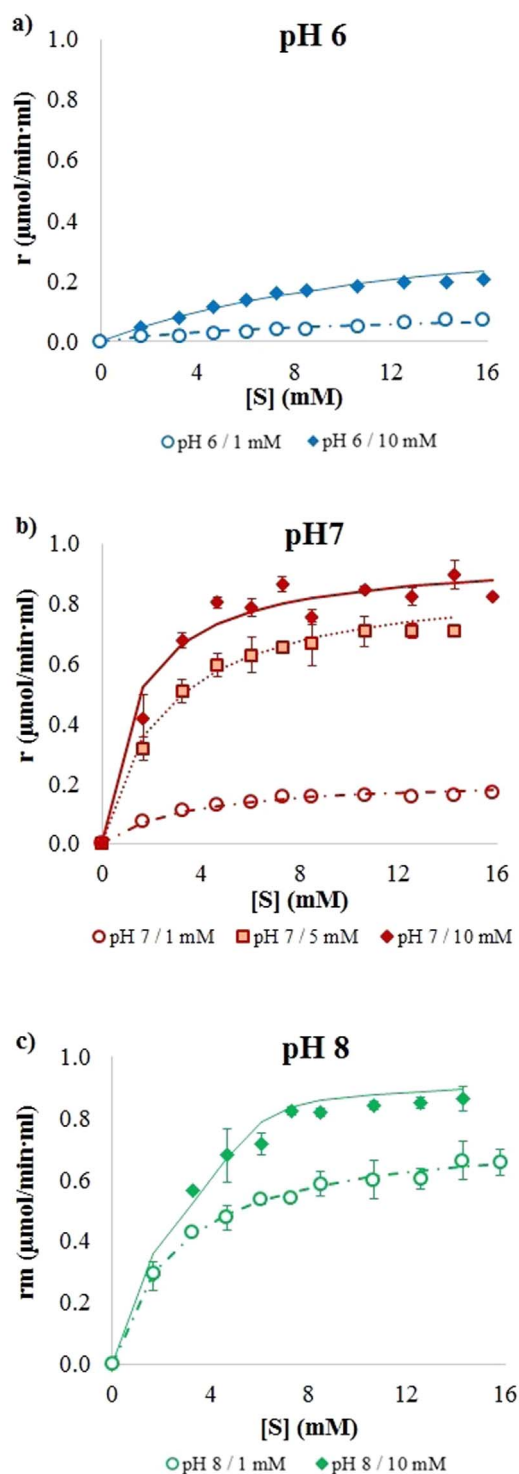 a)
pH 6
1.0
0.8
0.6
0.4
0.2
0.0
r (µmol/min·ml)
0 4 8 12 16
[S] (mM)
pH 6 / 1 mM pH 6 / 10 mM
b)
pH7
1.0
0.8
0.6
0.4
0.2
0.0
r (µmol/min·ml)
0 4 8 12 16
[S] (mM)
pH 7 / 1 mM pH 7 / 5 mM pH 7 / 10 mM
c)
pH 8
1.0
0.8
0.6
0.4
0.2
0.0
rm (µmol/min·ml)
0 4 8 12 16
[S] (mM)
pH 8 / 1 mM pH 8 / 10 mM